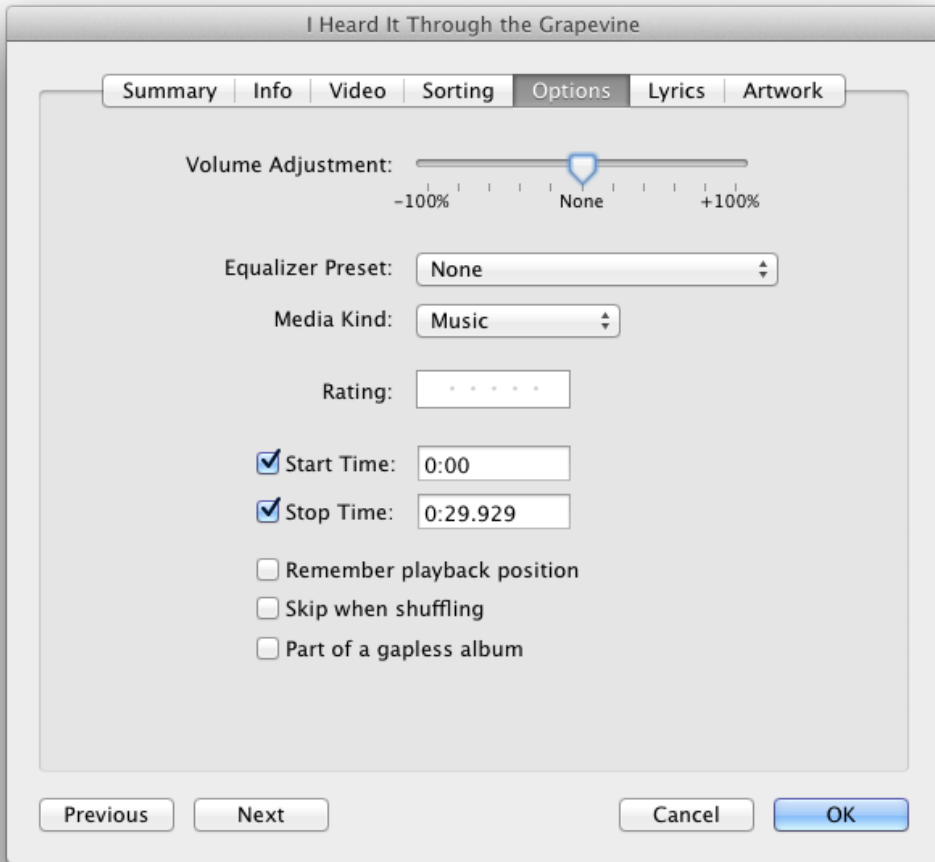 I Heard It Through the Grapevine
Summary Info Video Sorting Options Lyrics Artwork
Volume Adjustment:
-100% None +100%
Equalizer Preset: None
Media Kind: Music
Rating:
Start Time: 0:00
Stop Time: 0:29.929
Remember playback position
Skip when shuffling
Part of a gapless album
Previous Next Cancel OK